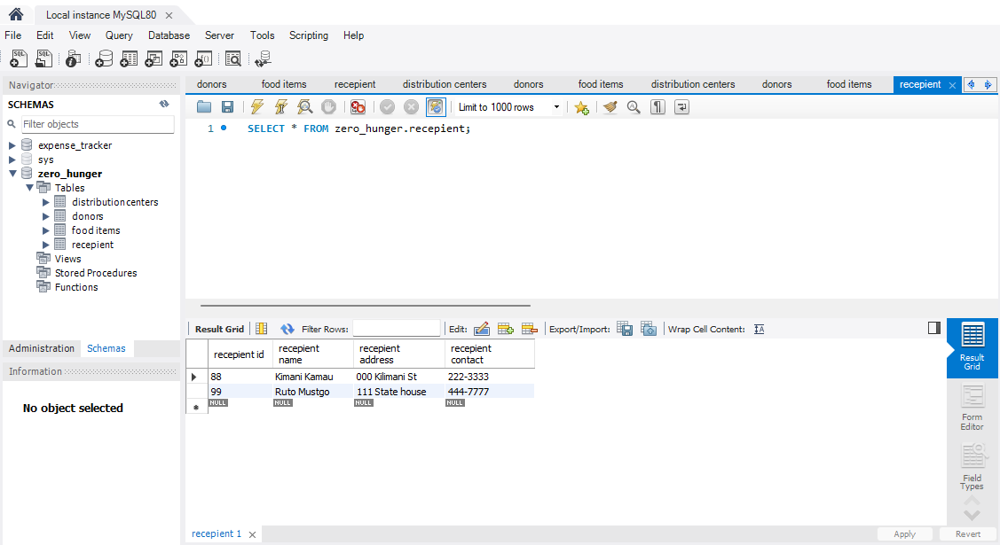 Local instance MySQL80
File Edit View Query Database Server Tools Scripting Help
Navigator
SCHEMAS
Filter objects
expense_tracker
sys
zero_hunger
Tables
distribution centers
donors
food items
recepient
Views
Stored Procedures
Functions
Administration Schemas
Information
No object selected
donors food items recepient distribution centers donors food items distribution centers donors food items recepient
Limit to 1000 rows
1 SELECT * FROM zero_hunger.recepient;
Result Grid Filter Rows: Edit: Export/Import: Wrap Cell Content:
recepient id recepient name recepient address recepient contact
88 Kimani Kamau 000 Kilimani St 222-3333
99 Ruto Mustgo 111 State house 444-7777
NULL NULL NULL NULL
Result Grid
Form Editor
Field Types
recepient 1
Apply Revert